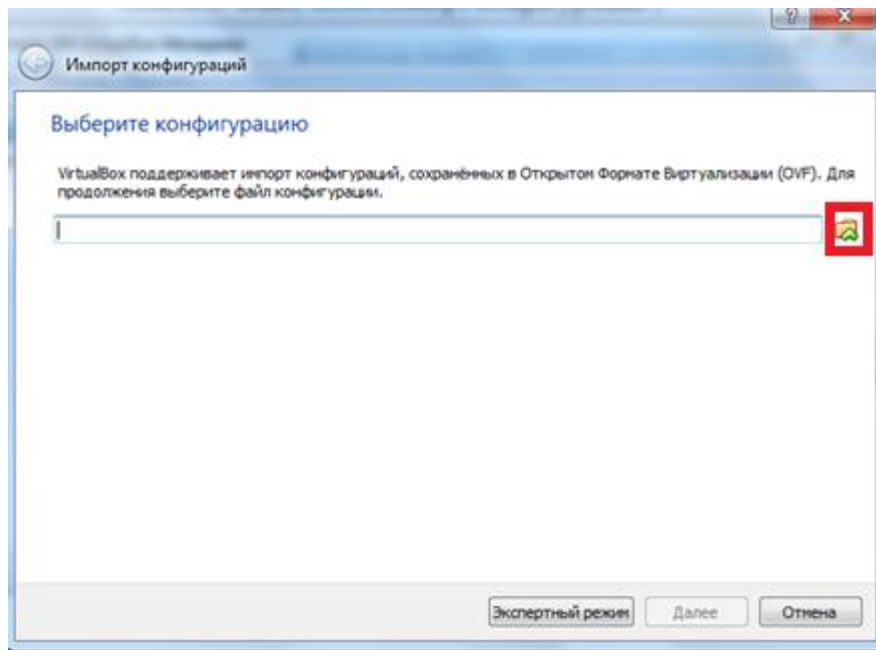 Импорт конфигураций
Выберите конфигурацию
VirtualBox поддерживает импорт конфигураций, сохранённых в Открытом Формате Виртуализации (OVF). Для
продолжения выберите файл конфигурации.
Экспертный режим Далее Отмена